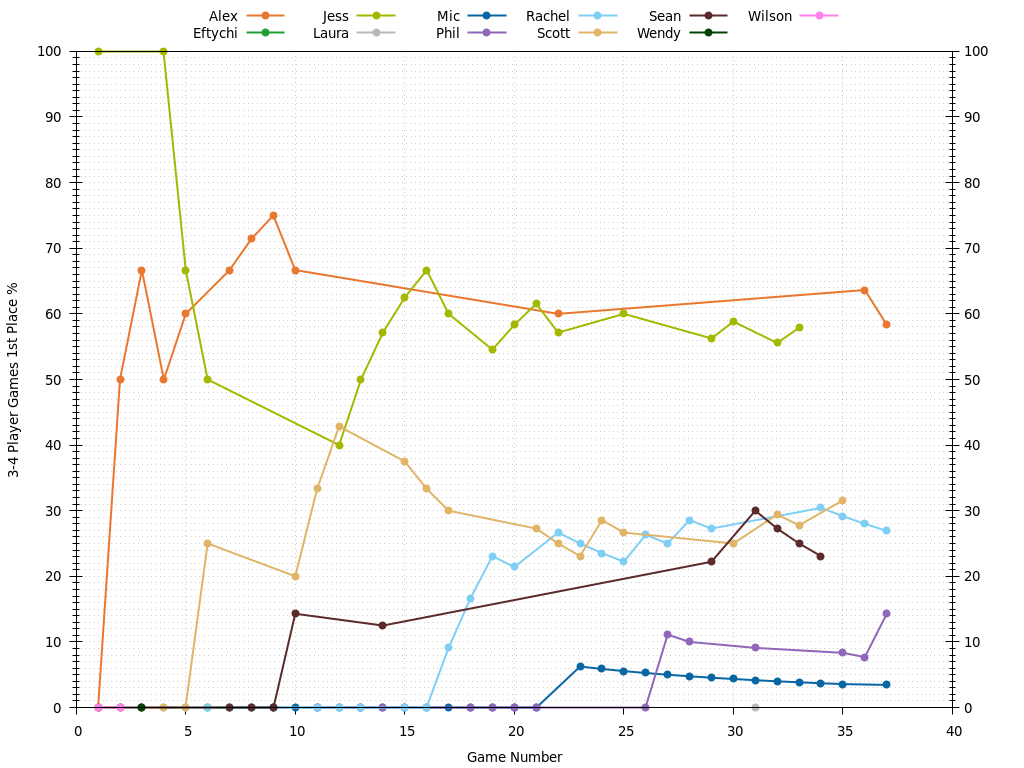 Alex Jess Mic Rachel Sean Wilson
Eftychi Laura Phil Scott Wendy
100 100
90 90
80 80
70 70
60 60
50 50
40 40
30 30
20 20
10 10
0 0
0 5 10 15 20 25 30 35 40
3-4 Player Games 1st Place %
Game Number